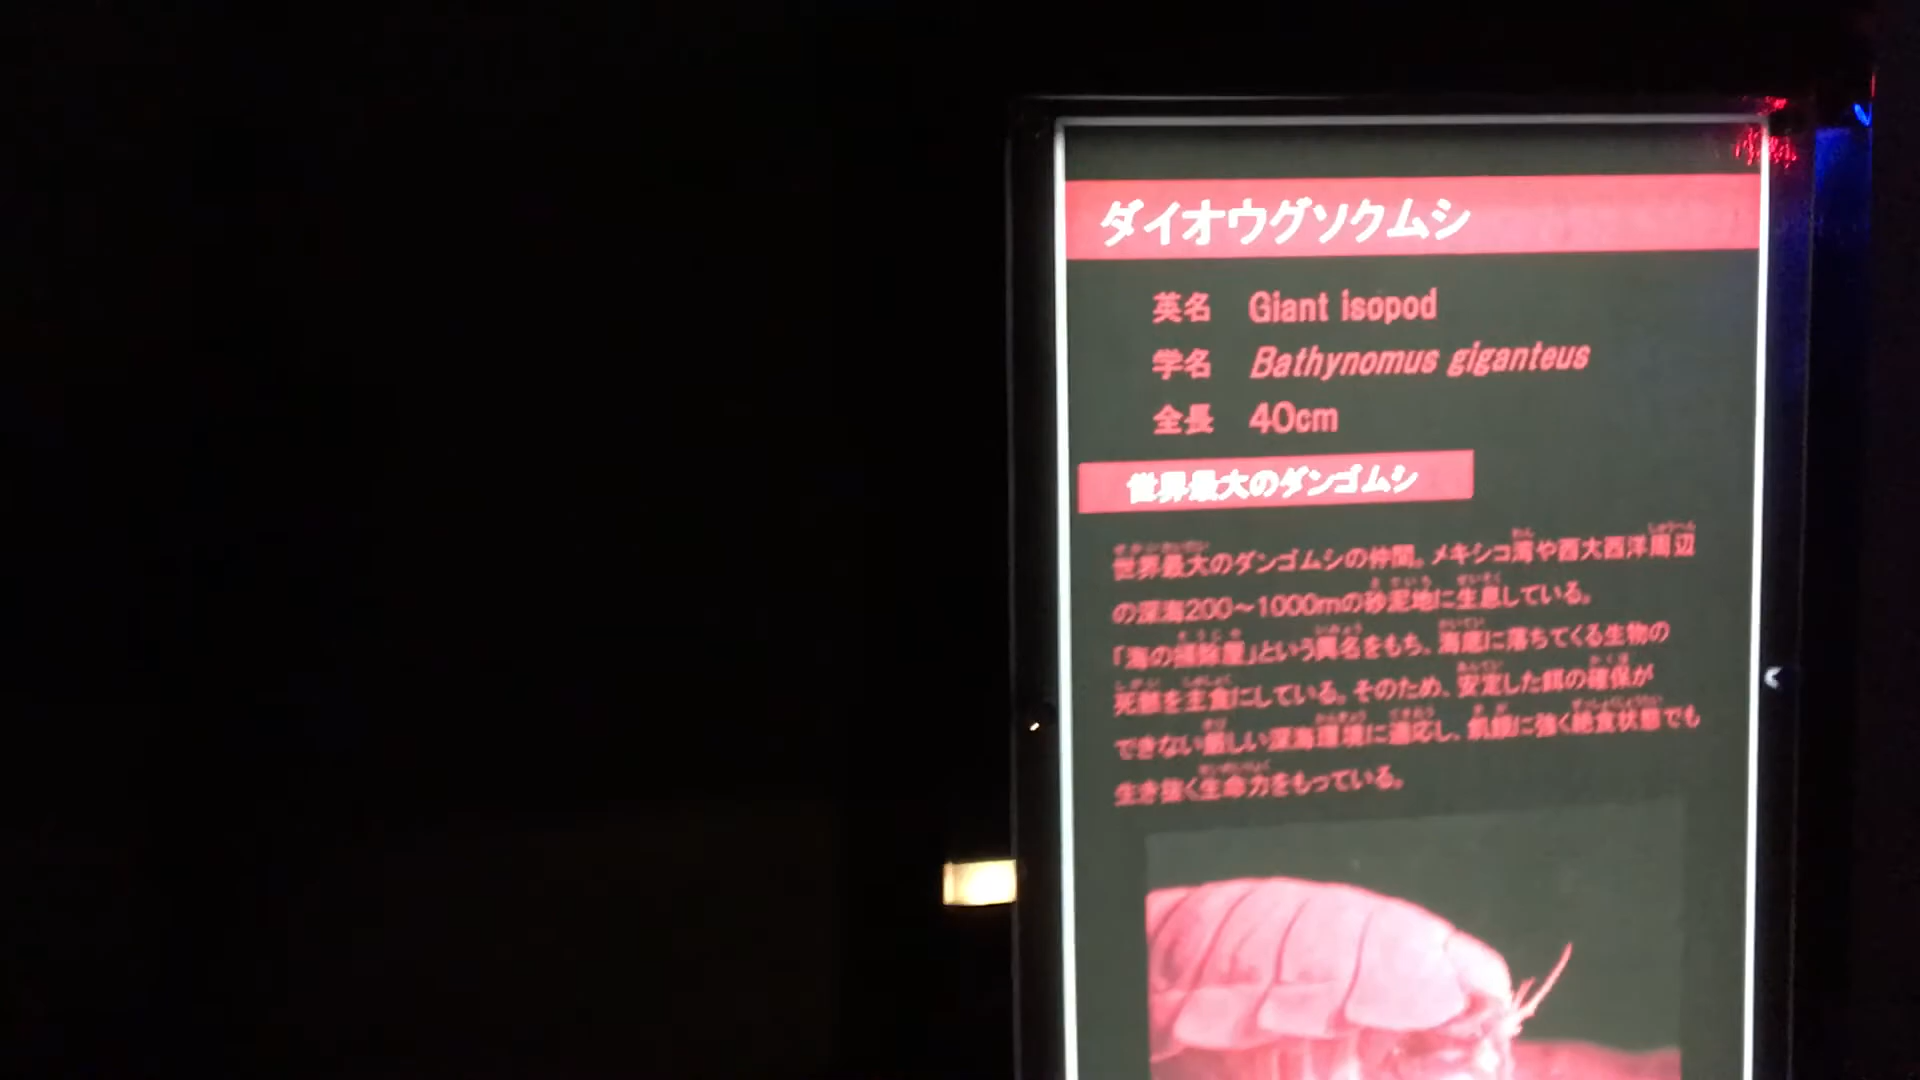 ダイオウグソクムシ
英名 Giant isopod
学名 Bathynomus giganteus
全長 40cm
世界最大のダンゴムシ
世界最大のダンゴムシの仲間。メキシコ湾や西大西洋周辺
の深海200～1000mの砂泥地に生息している。
「海の掃除屋」という異名をもち、海底に落ちてくる生物の
死骸を主食にしている。そのため、安定した餌の確保が
できない厳しい深海環境に適応し、飢餓に強く絶食状態でも
生き抜く生命力をもっている。